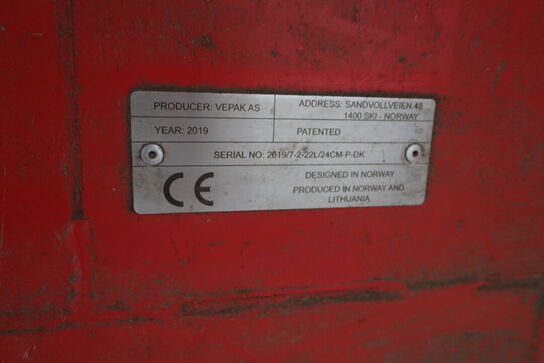 PRODUCER: VEPAK AS
ADDRESS: SANDVOLLVEIEN 48
1400 SKI - NORWAY
YEAR: 2019
PATENTED
SERIAL NO: 2019/7-2-22L/24CM-P-DK
CE
DESIGNED IN NORWAY
PRODUCED IN NORWAY AND
LITHUANIA.